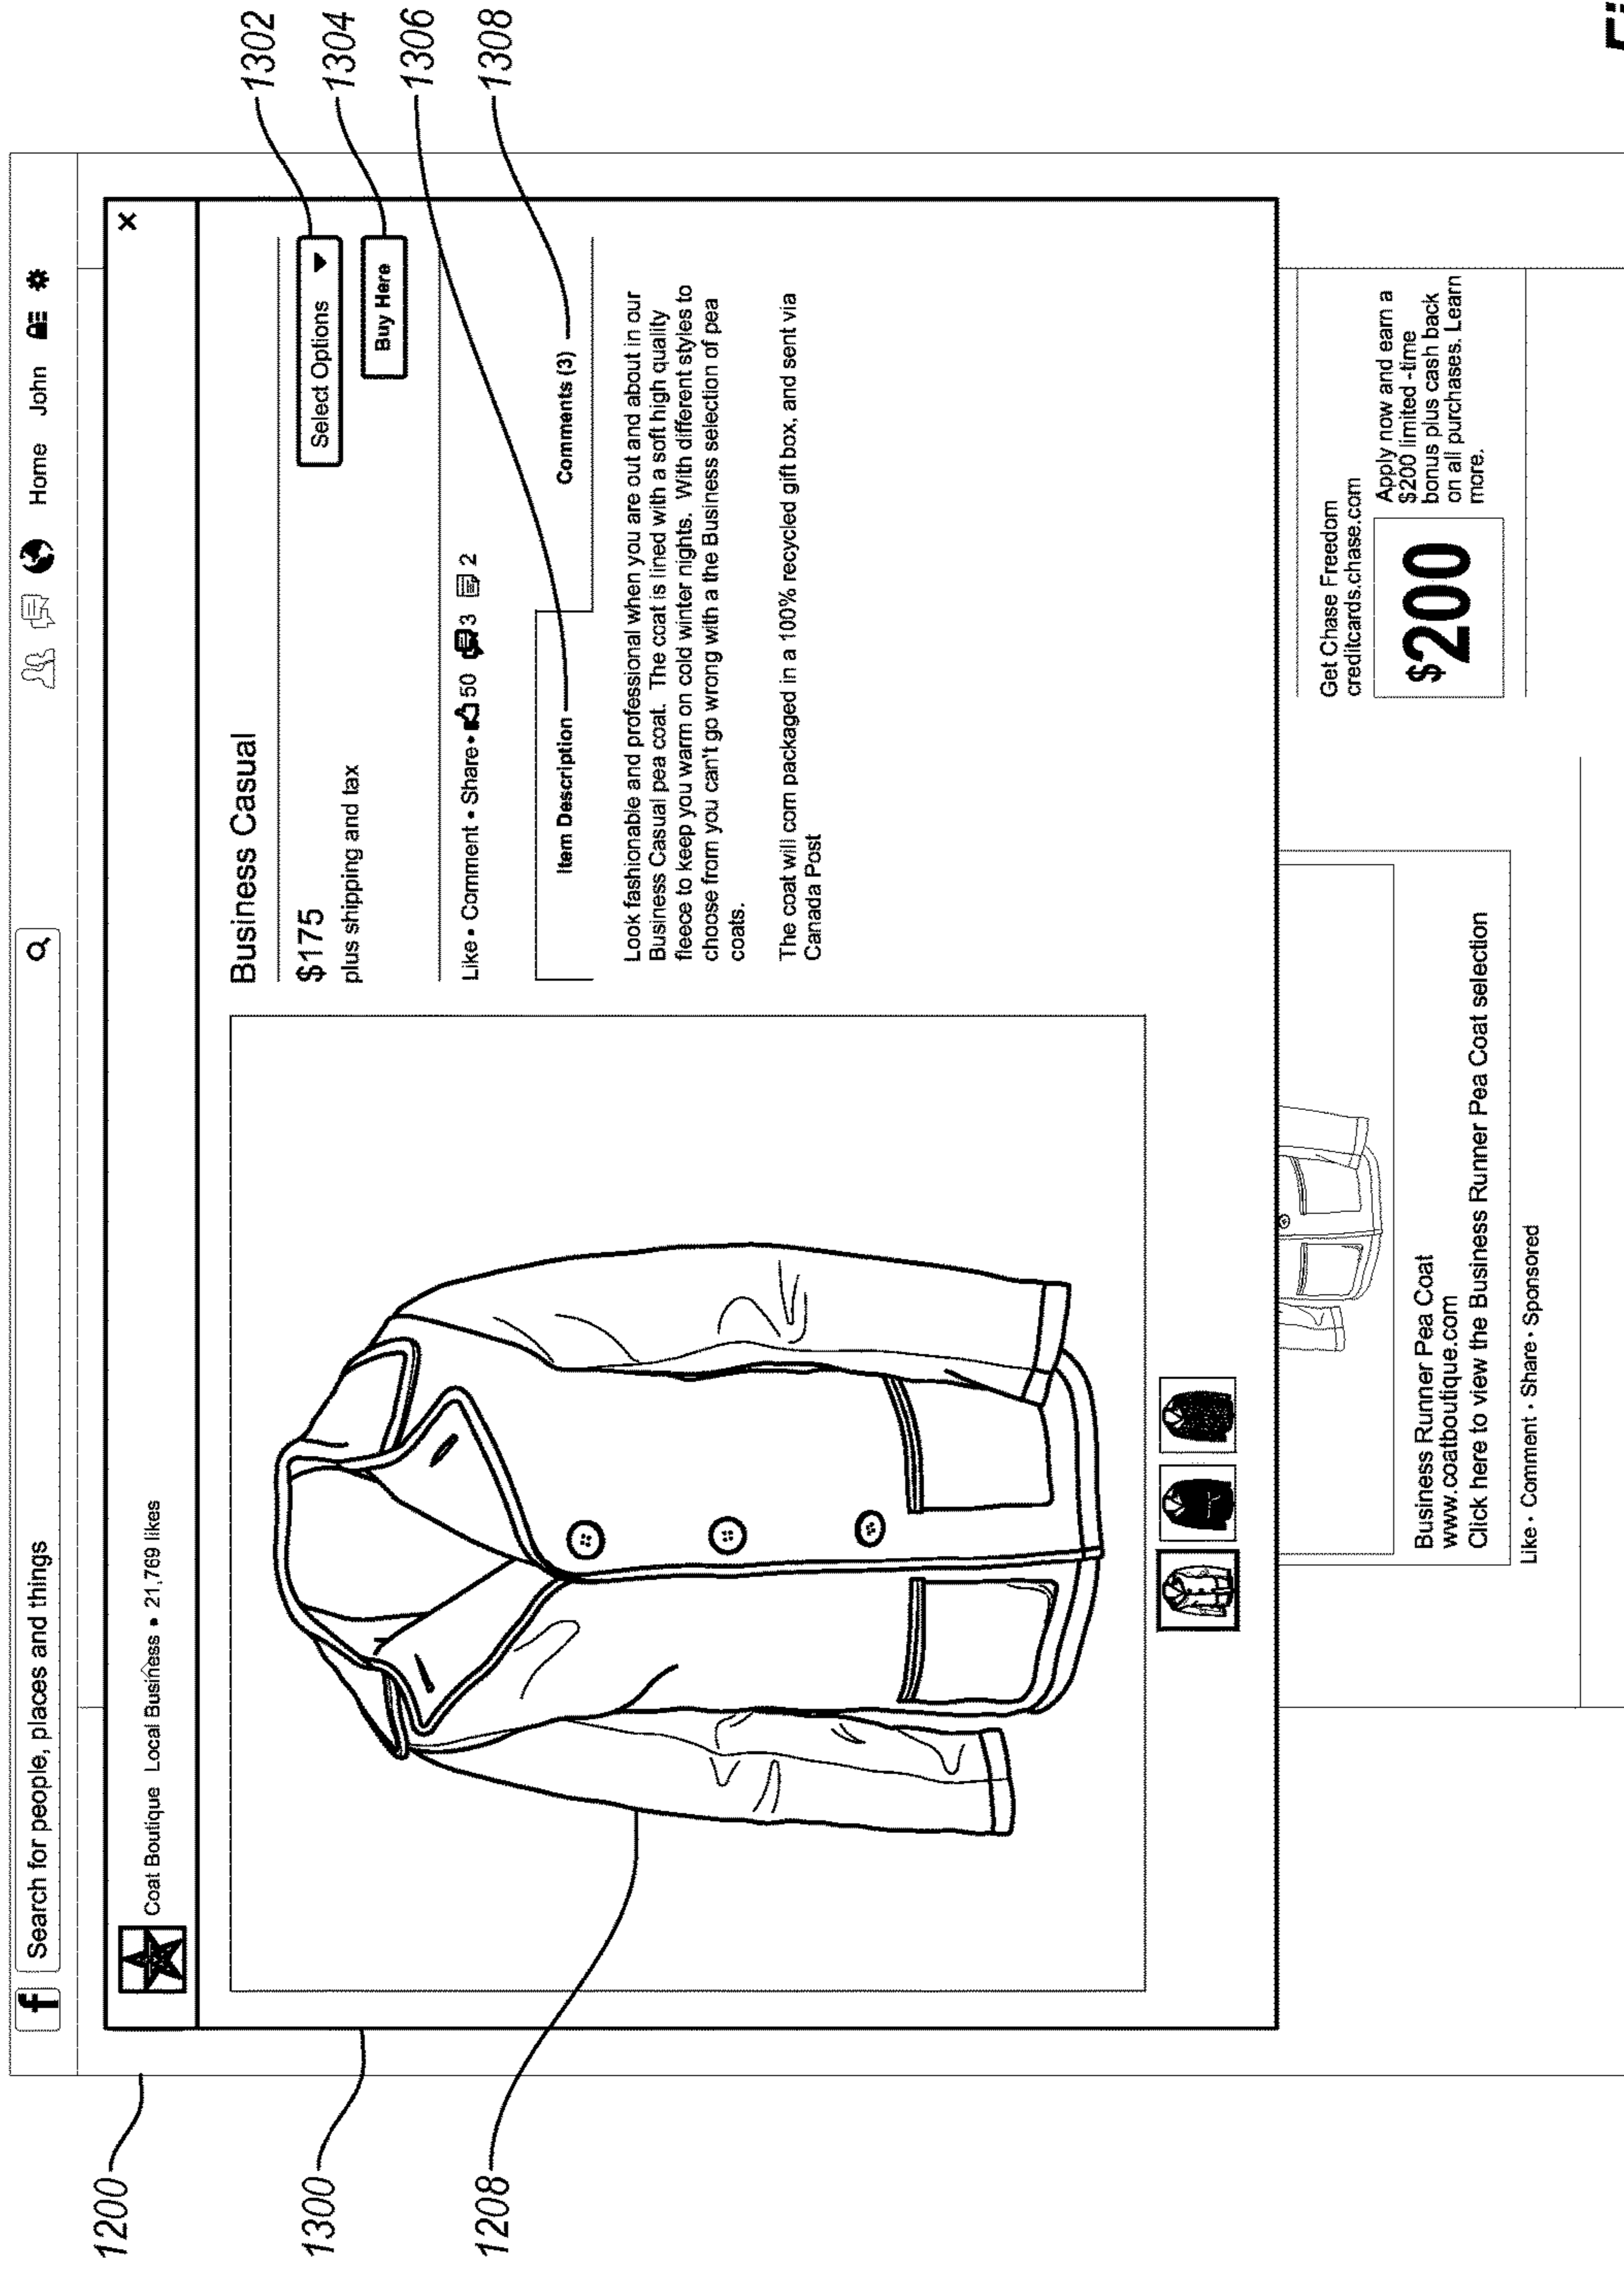 f Search for people, places and things Home John
Coat Boutique Local Business • 21,769 likes ×
Business Casual
$175
plus shipping and tax
Select Options
Buy Here
Like • Comment • Share • 50 3 2
Item Description
Comments (3)
Look fashionable and professional when you are out and about in our
Business Casual pea coat. The coat is lined with a soft high quality
fleece to keep you warm on cold winter nights. With different styles to
choose from you can't go wrong with a the Business selection of pea
coats.
The coat will com packaged in a 100% recycled gift box, and sent via
Canada Post
Business Runner Pea Coat
www.coatboutique.com
Click here to view the Business Runner Pea Coat selection
Like • Comment • Share • Sponsored
Get Chase Freedom
creditcards.chase.com
$200
Apply now and earn a
$200 limited -time
bonus plus cash back
on all purchases. Learn
more.
1200
1300
1208
1302
1304
1306
1308